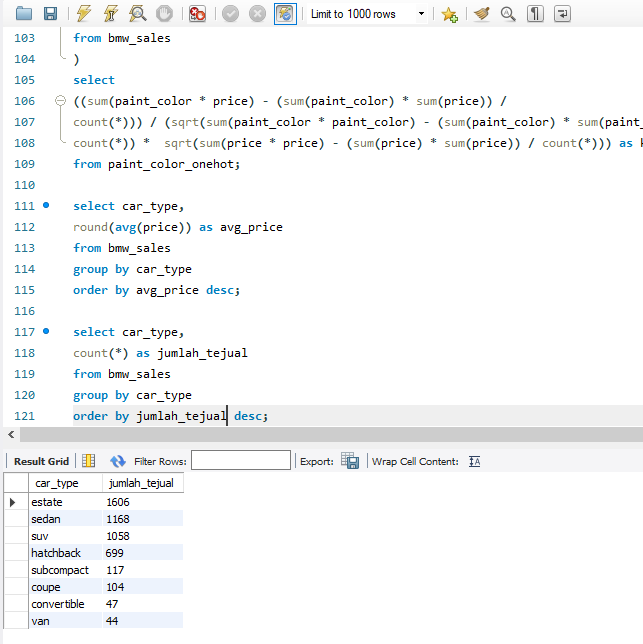 Limit to 1000 rows
103 from bmw_sales
104 )
105 select
106 ((sum(paint_color * price) - (sum(paint_color) * sum(price)) /
107 count(*))) / (sqrt(sum(paint_color * paint_color) - (sum(paint_color) * sum(paint_
108 count(*)) *  sqrt(sum(price * price) - (sum(price) * sum(price)) / count(*))) as k
109 from paint_color_onehot;
110
111 select car_type,
112 round(avg(price)) as avg_price
113 from bmw_sales
114 group by car_type
115 order by avg_price desc;
116
117 select car_type,
118 count(*) as jumlah_tejual
119 from bmw_sales
120 group by car_type
121 order by jumlah_tejual desc;
Result Grid Filter Rows: Export: Wrap Cell Content:
car_type jumlah_tejual
estate 1606
sedan 1168
suv 1058
hatchback 699
subcompact 117
coupe 104
convertible 47
van 44